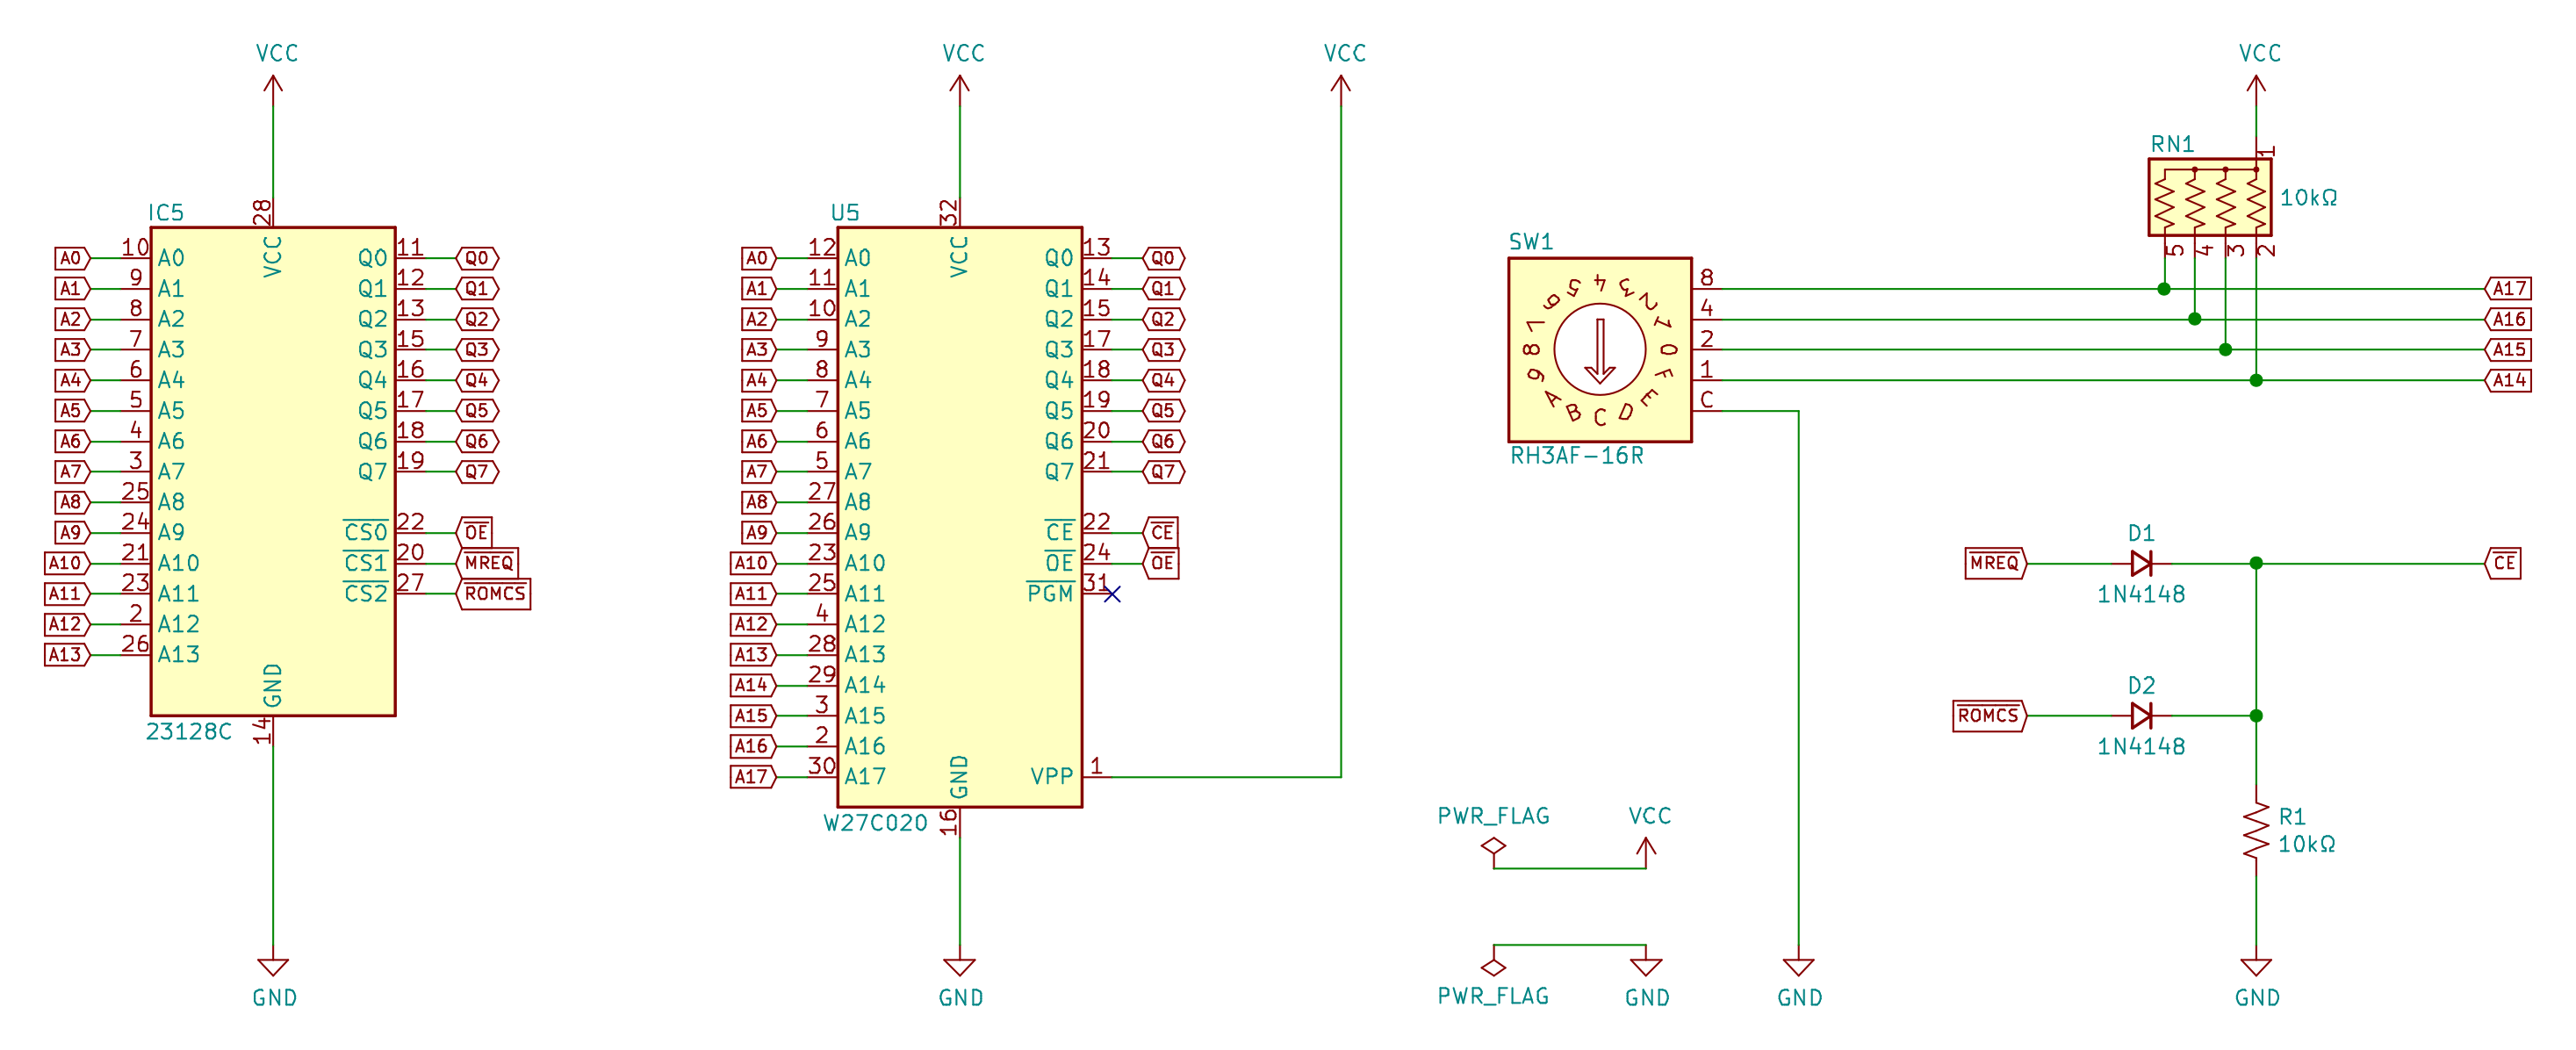 VCC
IC5
28
VCC
A0 10 A0 Q0 11 Q0
A1 9 A1 Q1 12 Q1
A2 8 A2 Q2 13 Q2
A3 7 A3 Q3 15 Q3
A4 6 A4 Q4 16 Q4
A5 5 A5 Q5 17 Q5
A6 4 A6 Q6 18 Q6
A7 3 A7 Q7 19 Q7
A8 25 A8
A9 24 A9 CS0 22 OE
A10 21 A10 CS1 20 MREQ
A11 23 A11 CS2 27 ROMCS
A12 2 A12
A13 26 A13
GND
23128C
14
GND
VCC
U5
32
VCC
A0 12 A0 Q0 13 Q0
A1 11 A1 Q1 14 Q1
A2 10 A2 Q2 15 Q2
A3 9 A3 Q3 17 Q3
A4 8 A4 Q4 18 Q4
A5 7 A5 Q5 19 Q5
A6 6 A6 Q6 20 Q6
A7 5 A7 Q7 21 Q7
A8 27 A8
A9 26 A9 CE 22 CE
A10 23 A10 OE 24 OE
A11 25 A11 PGM 31
A12 4 A12
A13 28 A13
A14 29 A14
A15 3 A15
A16 2 A16
A17 30 A17 VPP 1
GND
W27C020
16
GND
VCC
SW1
0 1 2 3 4 5 6 7 8 9 A B C D E F
8
4
2
1
C
RH3AF-16R
GND
VCC
RN1
1
10kΩ
5 4 3 2
A17
A16
A15
A14
D1
MREQ
CE
1N4148
D2
ROMCS
1N4148
R1
10kΩ
GND
PWR_FLAG
VCC
PWR_FLAG
GND